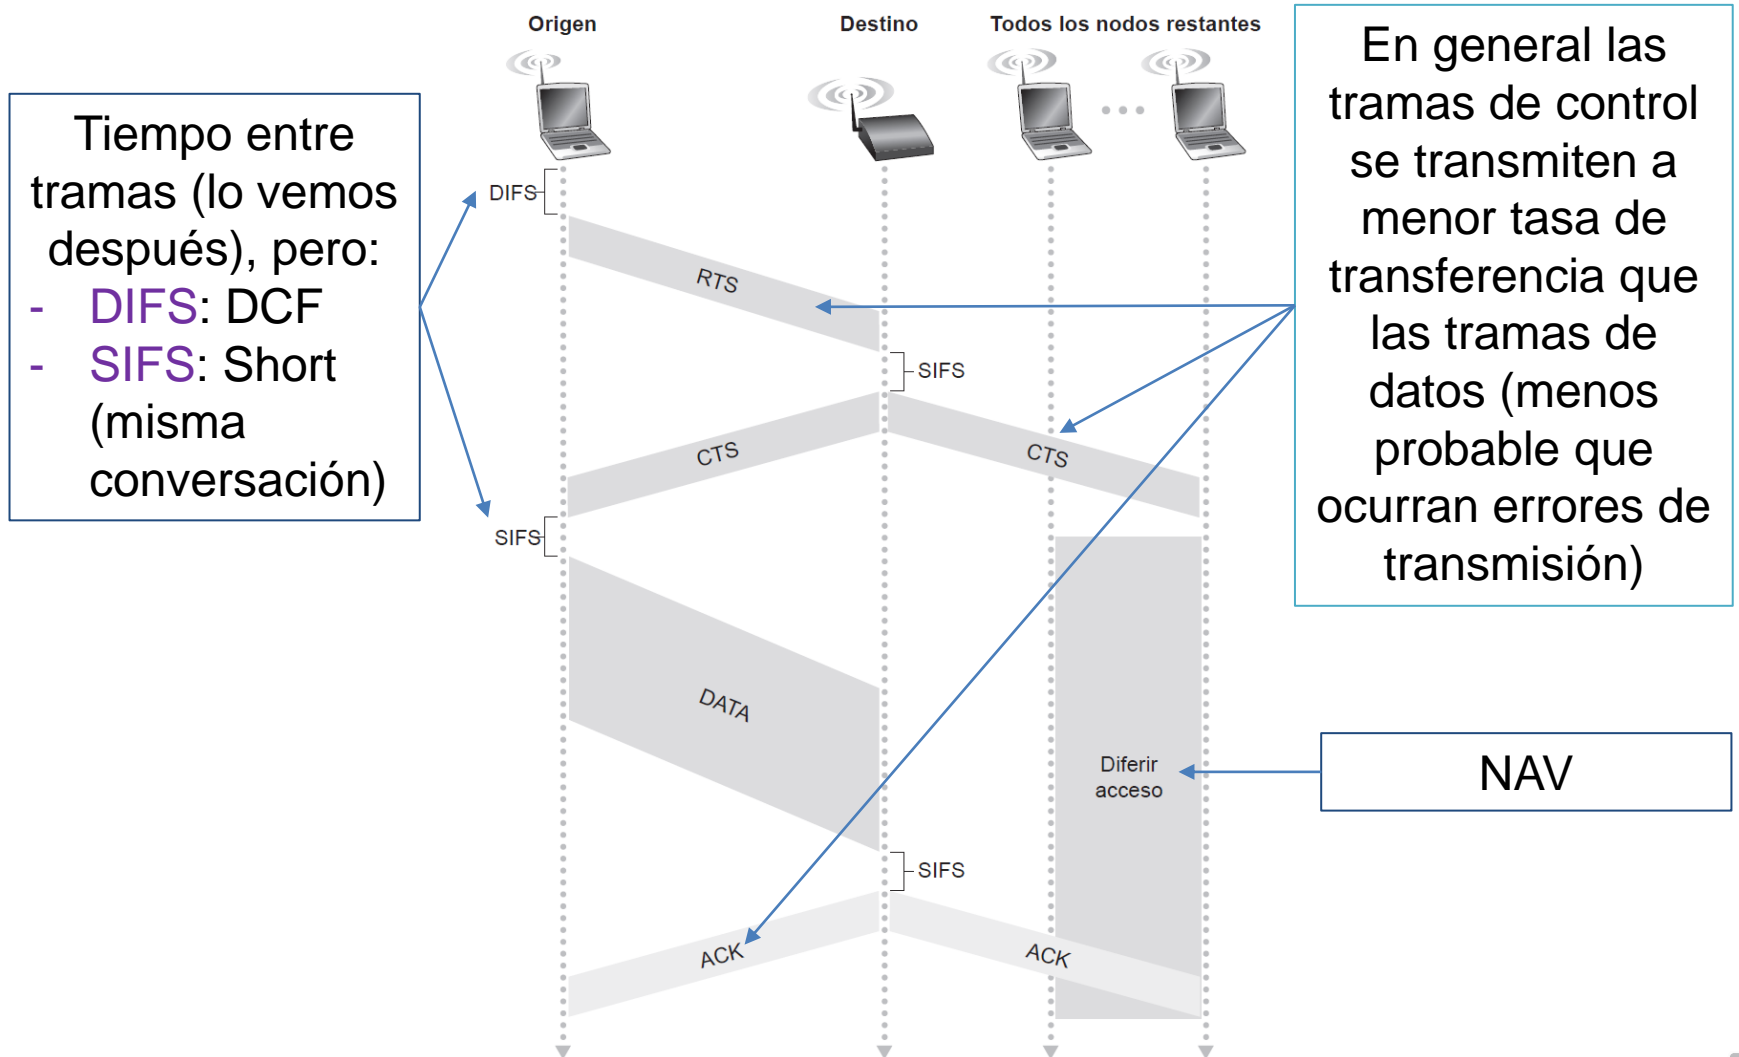 Origen
Destino
Todos los nodos restantes
Tiempo entre
tramas (lo vemos
después), pero:
- DIFS: DCF
- SIFS: Short
(misma
conversación)
En general las
tramas de control
se transmiten a
menor tasa de
transferencia que
las tramas de
datos (menos
probable que
ocurran errores de
transmisión)
DIFS
RTS
SIFS
CTS
CTS
SIFS
DATA
Diferir
acceso
NAV
SIFS
ACK
ACK